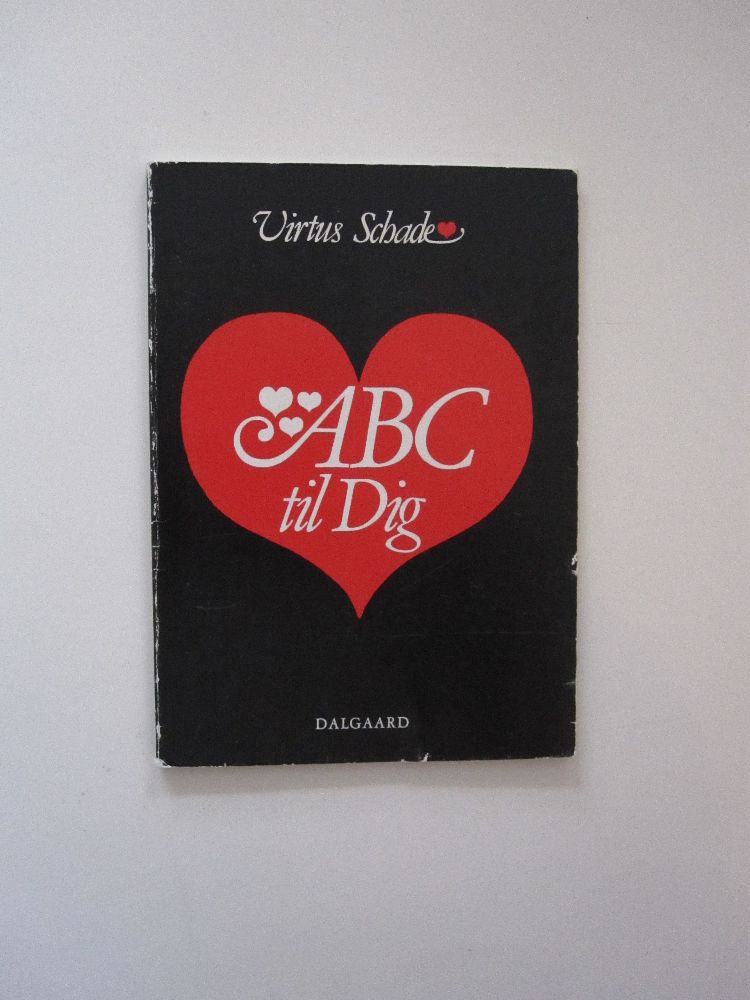 Virtus Schade
ABC
til Dig
DALGAARD